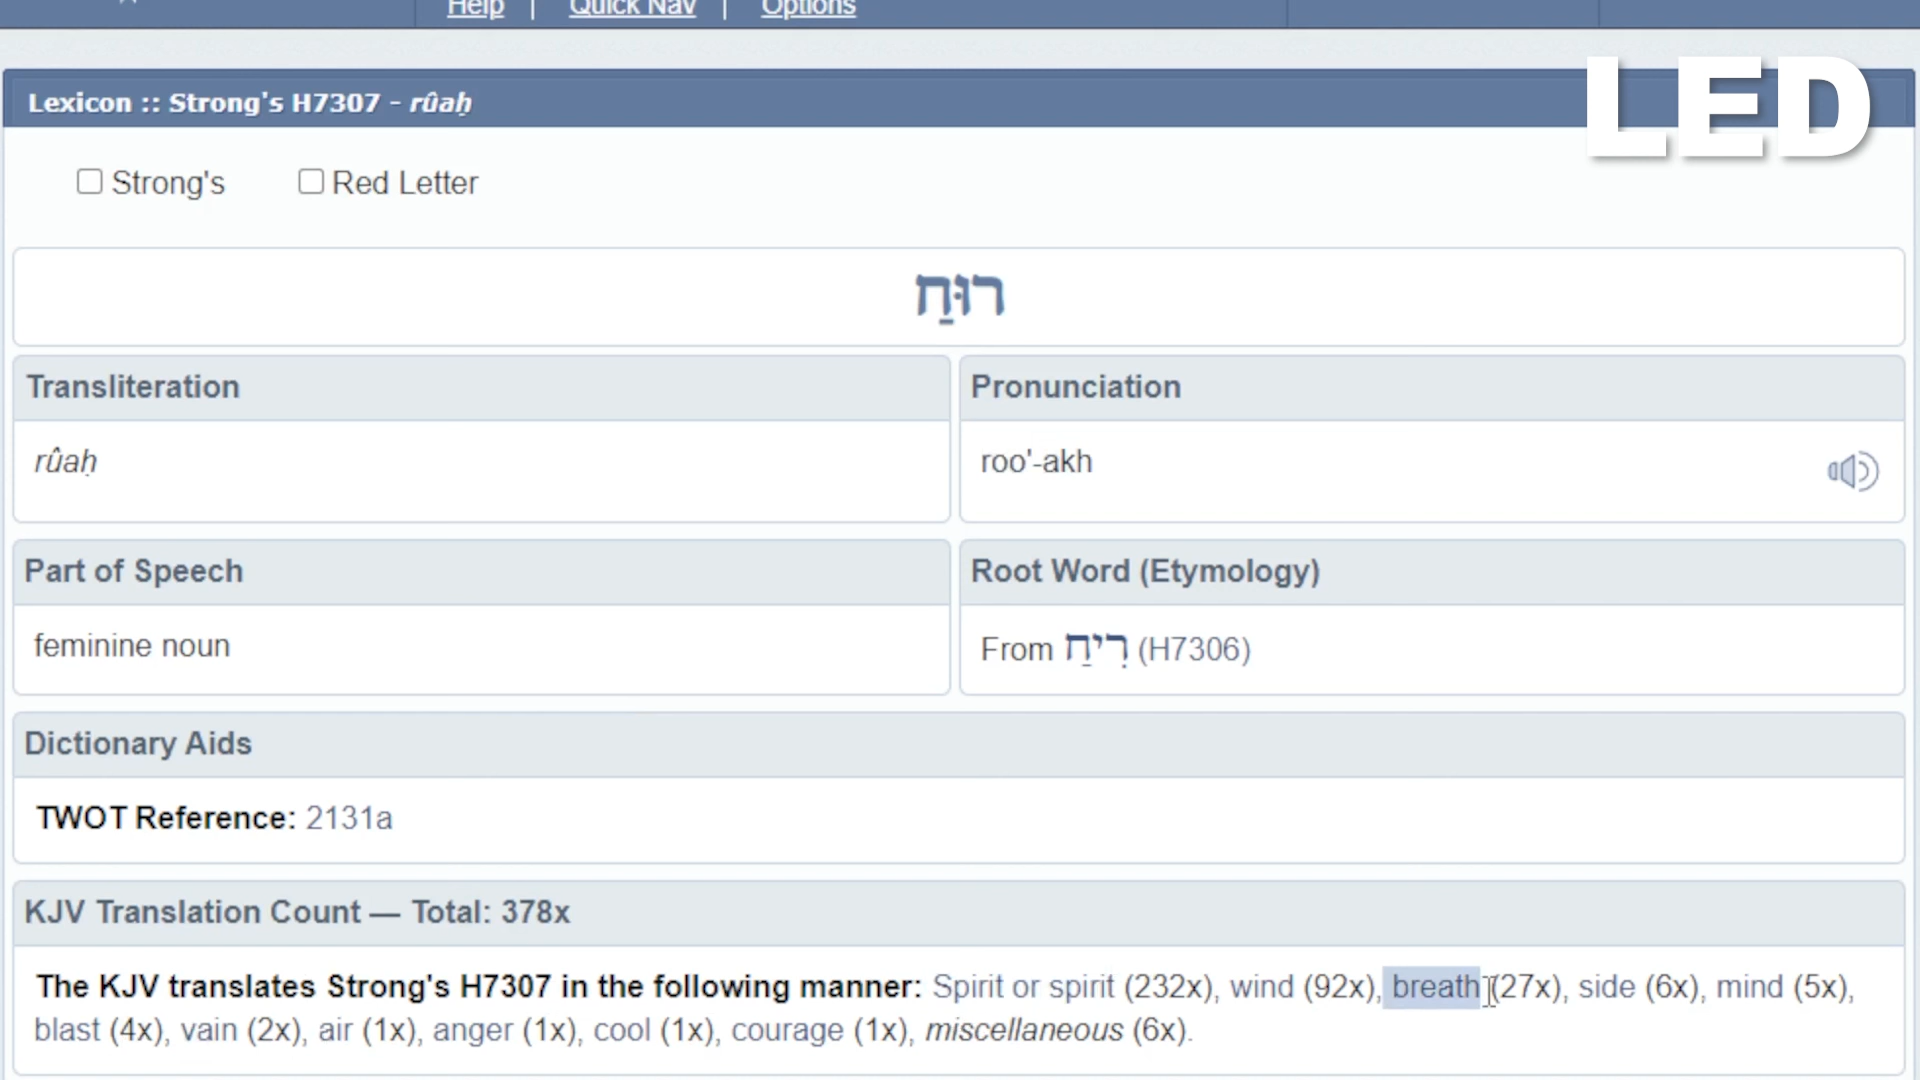 Help | Quick Nav | Options
LED
Lexicon :: Strong's H7307 - rûaḥ
Strong's Red Letter
רוּחַ
Transliteration
rûaḥ
Pronunciation
roo'-akh
Part of Speech
feminine noun
Root Word (Etymology)
From רִיחַ (H7306)
Dictionary Aids
TWOT Reference: 2131a
KJV Translation Count — Total: 378x
The KJV translates Strong's H7307 in the following manner: Spirit or spirit (232x), wind (92x), breath (27x), side (6x), mind (5x),
blast (4x), vain (2x), air (1x), anger (1x), cool (1x), courage (1x), miscellaneous (6x).